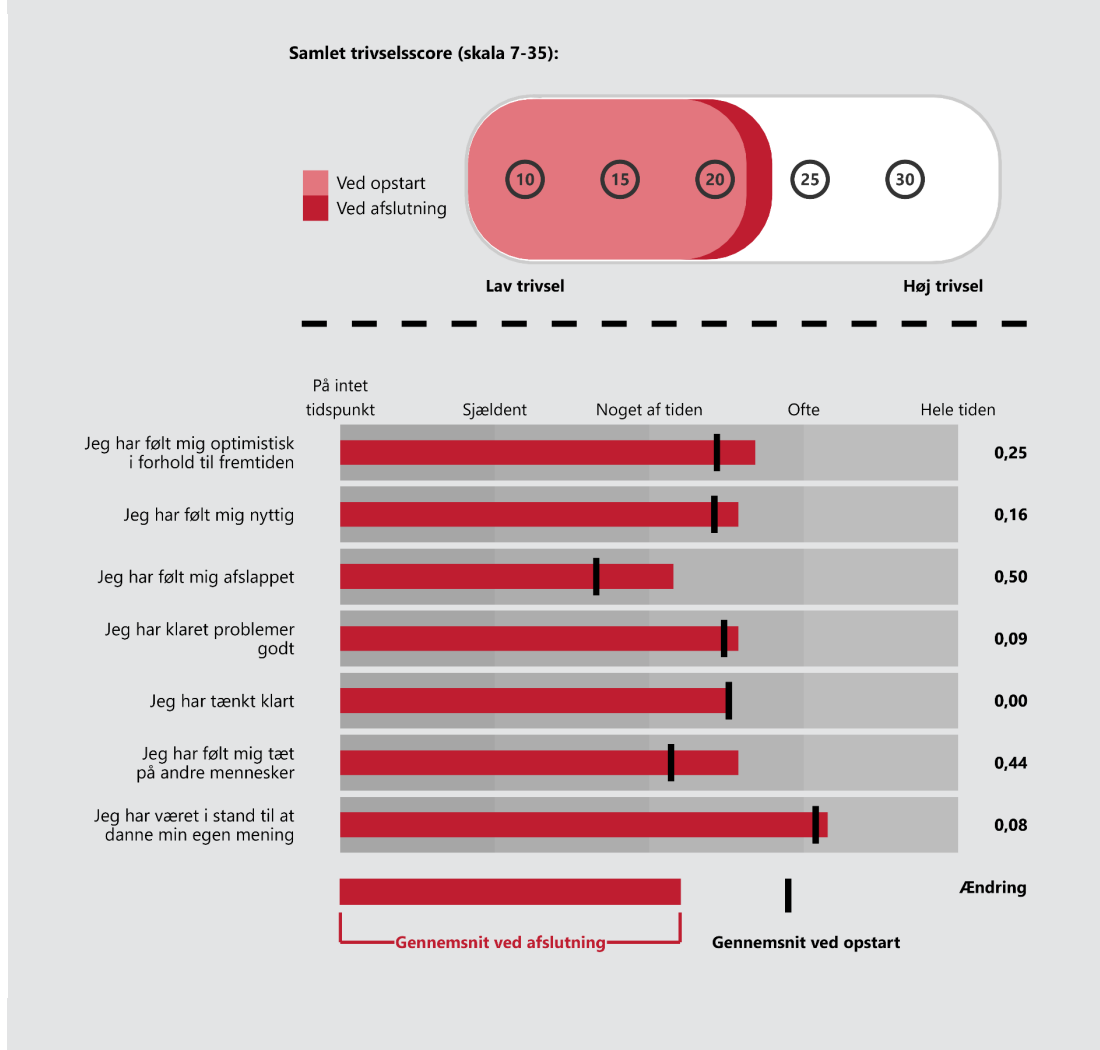 Samlet trivselsscore (skala 7-35):
Ved opstart
Ved afslutning
10 15 20 25 30
Lav trivsel Høj trivsel
På intet
tidspunkt Sjældent Noget af tiden Ofte Hele tiden
Jeg har følt mig optimistisk
i forhold til fremtiden
0,25
Jeg har følt mig nyttig 0,16
Jeg har følt mig afslappet 0,50
Jeg har klaret problemer
godt
0,09
Jeg har tænkt klart 0,00
Jeg har følt mig tæt
på andre mennesker
0,44
Jeg har været i stand til at
danne min egen mening
0,08
Ændring
Gennemsnit ved afslutning Gennemsnit ved opstart